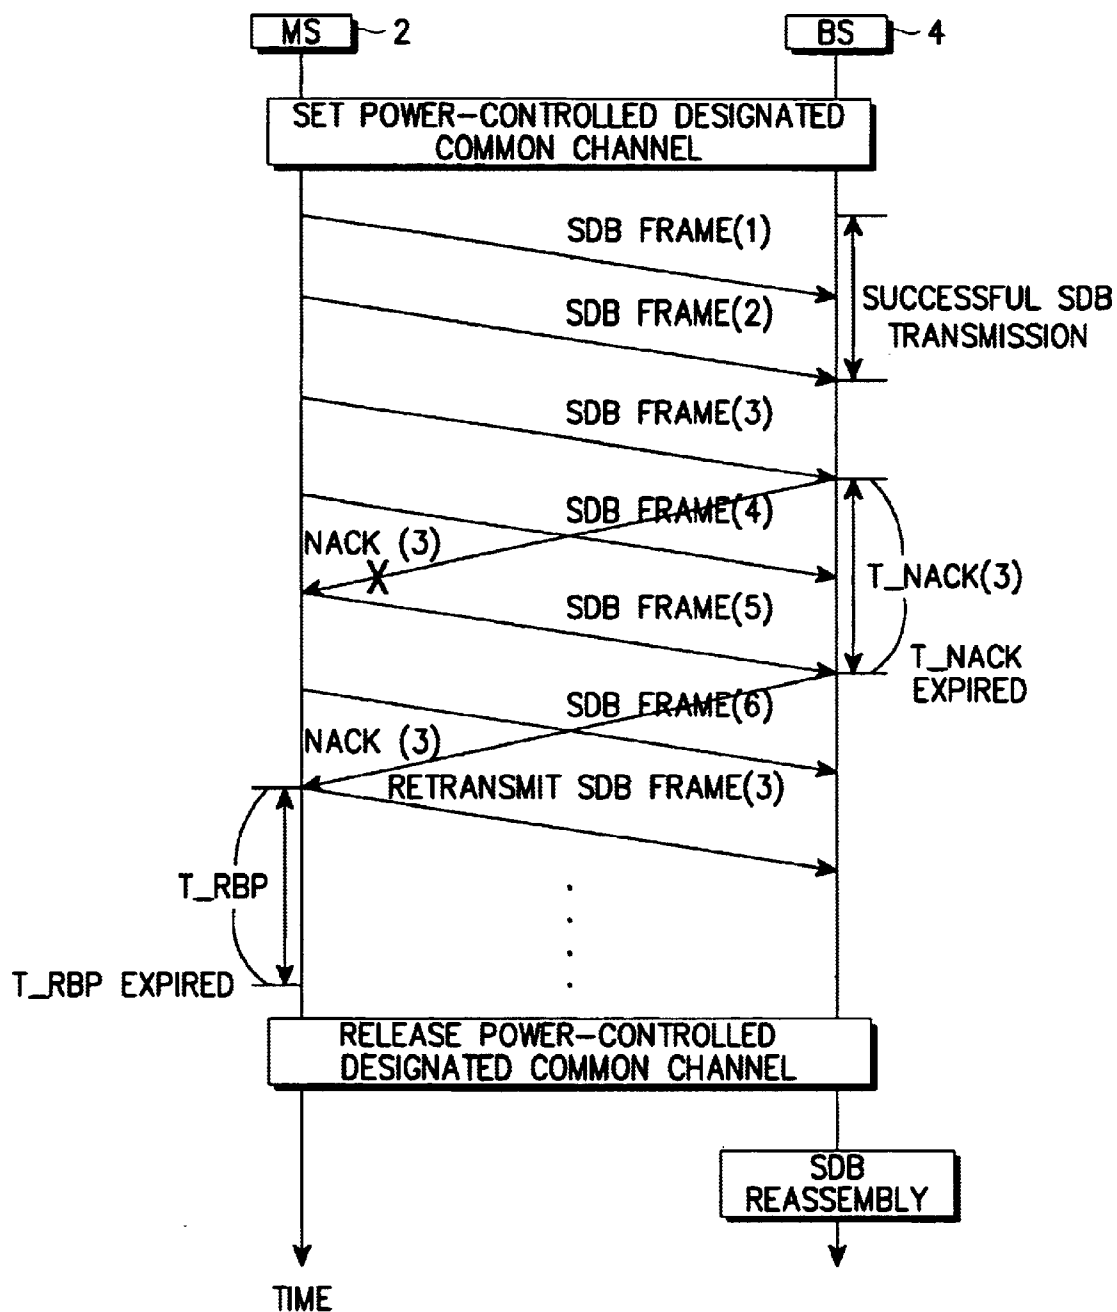 MS
2
BS
4
SET POWER-CONTROLLED DESIGNATED
COMMON CHANNEL
SDB FRAME(1)
SDB FRAME(2)
SUCCESSFUL SDB
TRANSMISSION
SDB FRAME(3)
SDB FRAME(4)
NACK (3)
X
T_NACK(3)
SDB FRAME(5)
T_NACK
EXPIRED
SDB FRAME(6)
NACK (3)
RETRANSMIT SDB FRAME(3)
T_RBP
T_RBP EXPIRED
RELEASE POWER-CONTROLLED
DESIGNATED COMMON CHANNEL
SDB
REASSEMBLY
TIME